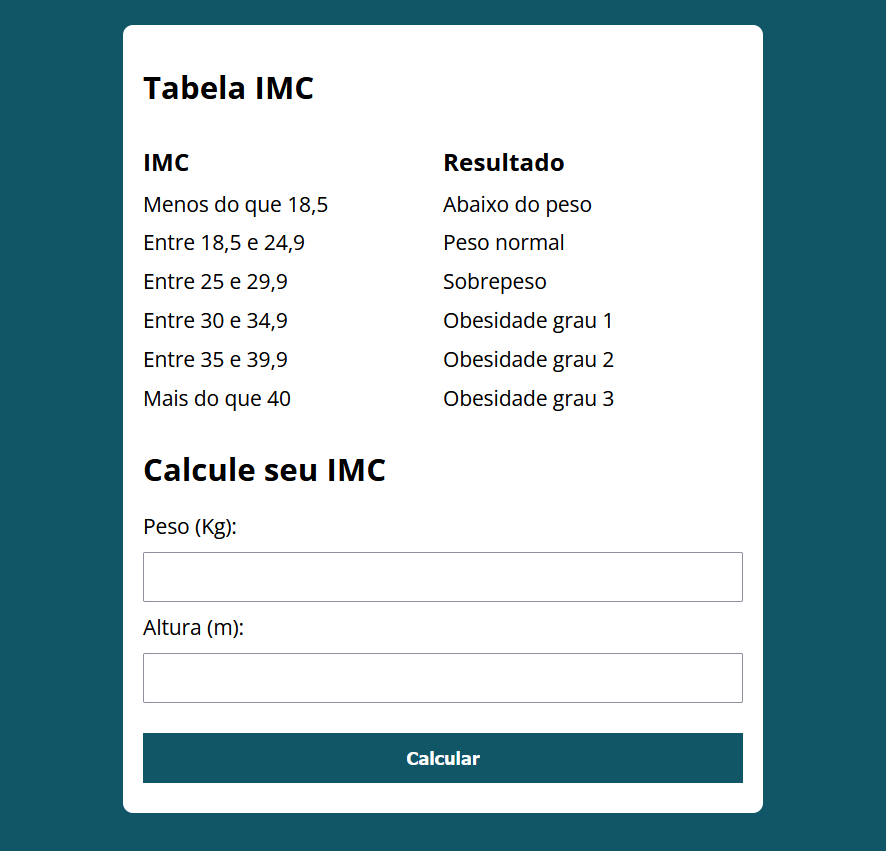 Tabela IMC
IMC Resultado
Menos do que 18,5 Abaixo do peso
Entre 18,5 e 24,9 Peso normal
Entre 25 e 29,9 Sobrepeso
Entre 30 e 34,9 Obesidade grau 1
Entre 35 e 39,9 Obesidade grau 2
Mais do que 40 Obesidade grau 3
Calcule seu IMC
Peso (Kg):
Altura (m):
Calcular